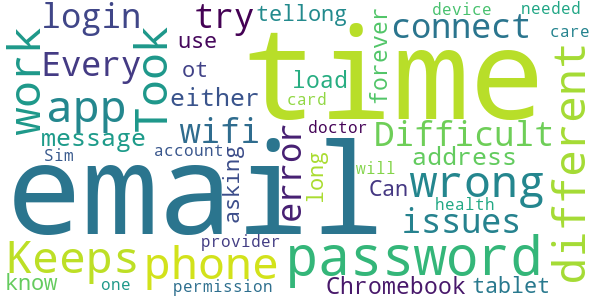 login
try
tellong
device
needed
use
connect
care
Every
work
Took
time
forever
ot
load
either
card
app
wifi
error
doctor
Difficult
different
message
Sim
account
asking
long
address
will
Can
wrong
email
health
issues
Keeps
phone
provider
password
know
one
permission
Chromebook
tablet